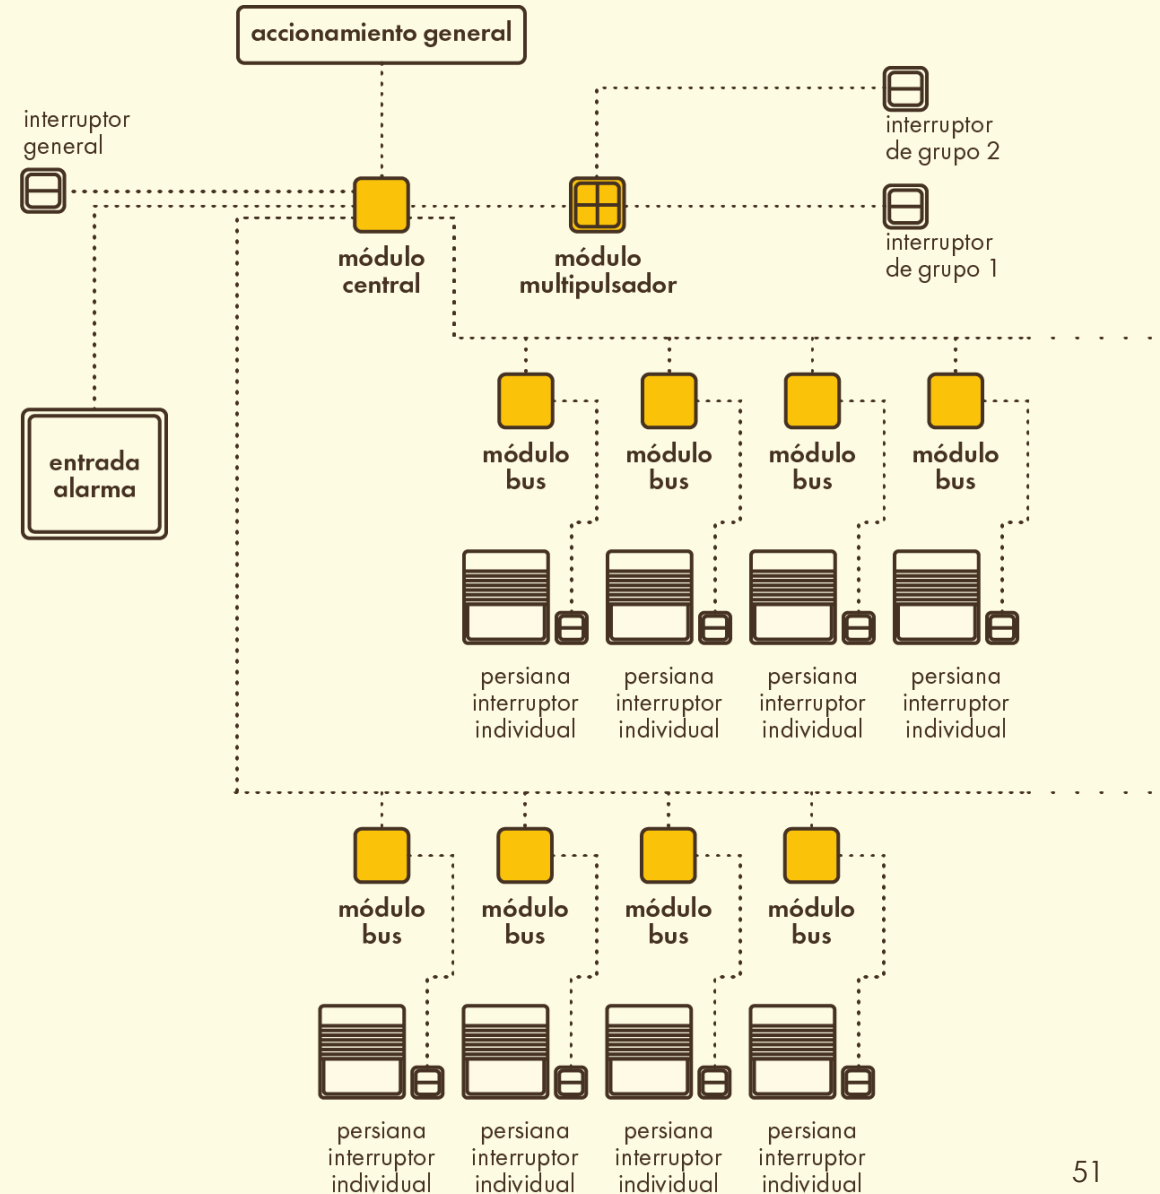 accionamiento general
interruptor
general
interruptor
de grupo 2
interruptor
de grupo 1
módulo
central
módulo
multipulsador
entrada
alarma
módulo
bus
módulo
bus
módulo
bus
módulo
bus
persiana
interruptor
individual
persiana
interruptor
individual
persiana
interruptor
individual
persiana
interruptor
individual
módulo
bus
módulo
bus
módulo
bus
módulo
bus
persiana
interruptor
individual
persiana
interruptor
individual
persiana
interruptor
individual
persiana
interruptor
individual
51